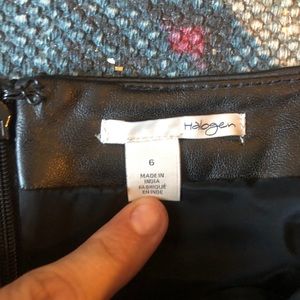 Halogen
6
MADE IN
INDIA
FABRIQUÉ
EN INDE